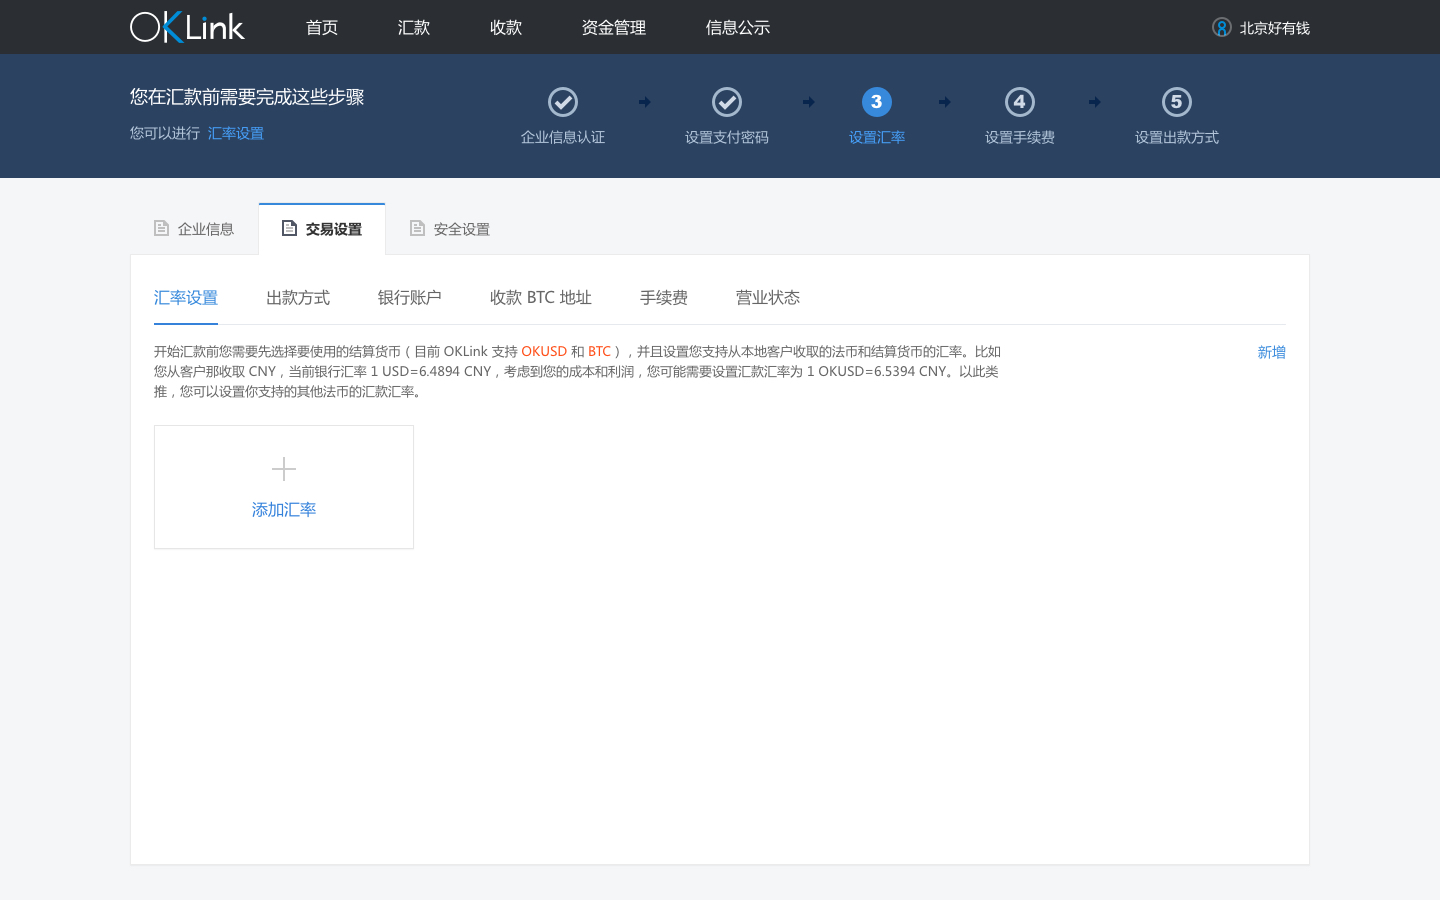 OKLink 首页 汇款 收款 资金管理 信息公示 北京好有钱
您在汇款前需要完成这些步骤
您可以进行 汇率设置
3 4 5
企业信息认证 设置支付密码 设置汇率 设置手续费 设置出款方式
企业信息 交易设置 安全设置
汇率设置 出款方式 银行账户 收款 BTC 地址 手续费 营业状态
开始汇款前您需要先选择要使用的结算货币（目前 OKLink 支持 OKUSD 和 BTC），并且设置您支持从本地客户收取的法币和结算货币的汇率。比如 新增
您从客户那收取 CNY，当前银行汇率 1 USD=6.4894 CNY，考虑到您的成本和利润，您可能需要设置汇款汇率为 1 OKUSD=6.5394 CNY。以此类
推，您可以设置你支持的其他法币的汇款汇率。
添加汇率